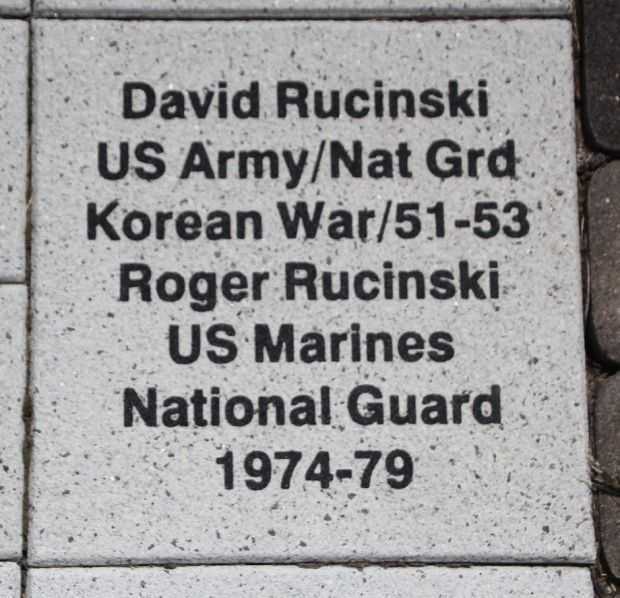 David Rucinski
US Army/Nat Grd
Korean War/51-53
Roger Rucinski
US Marines
National Guard
1974-79